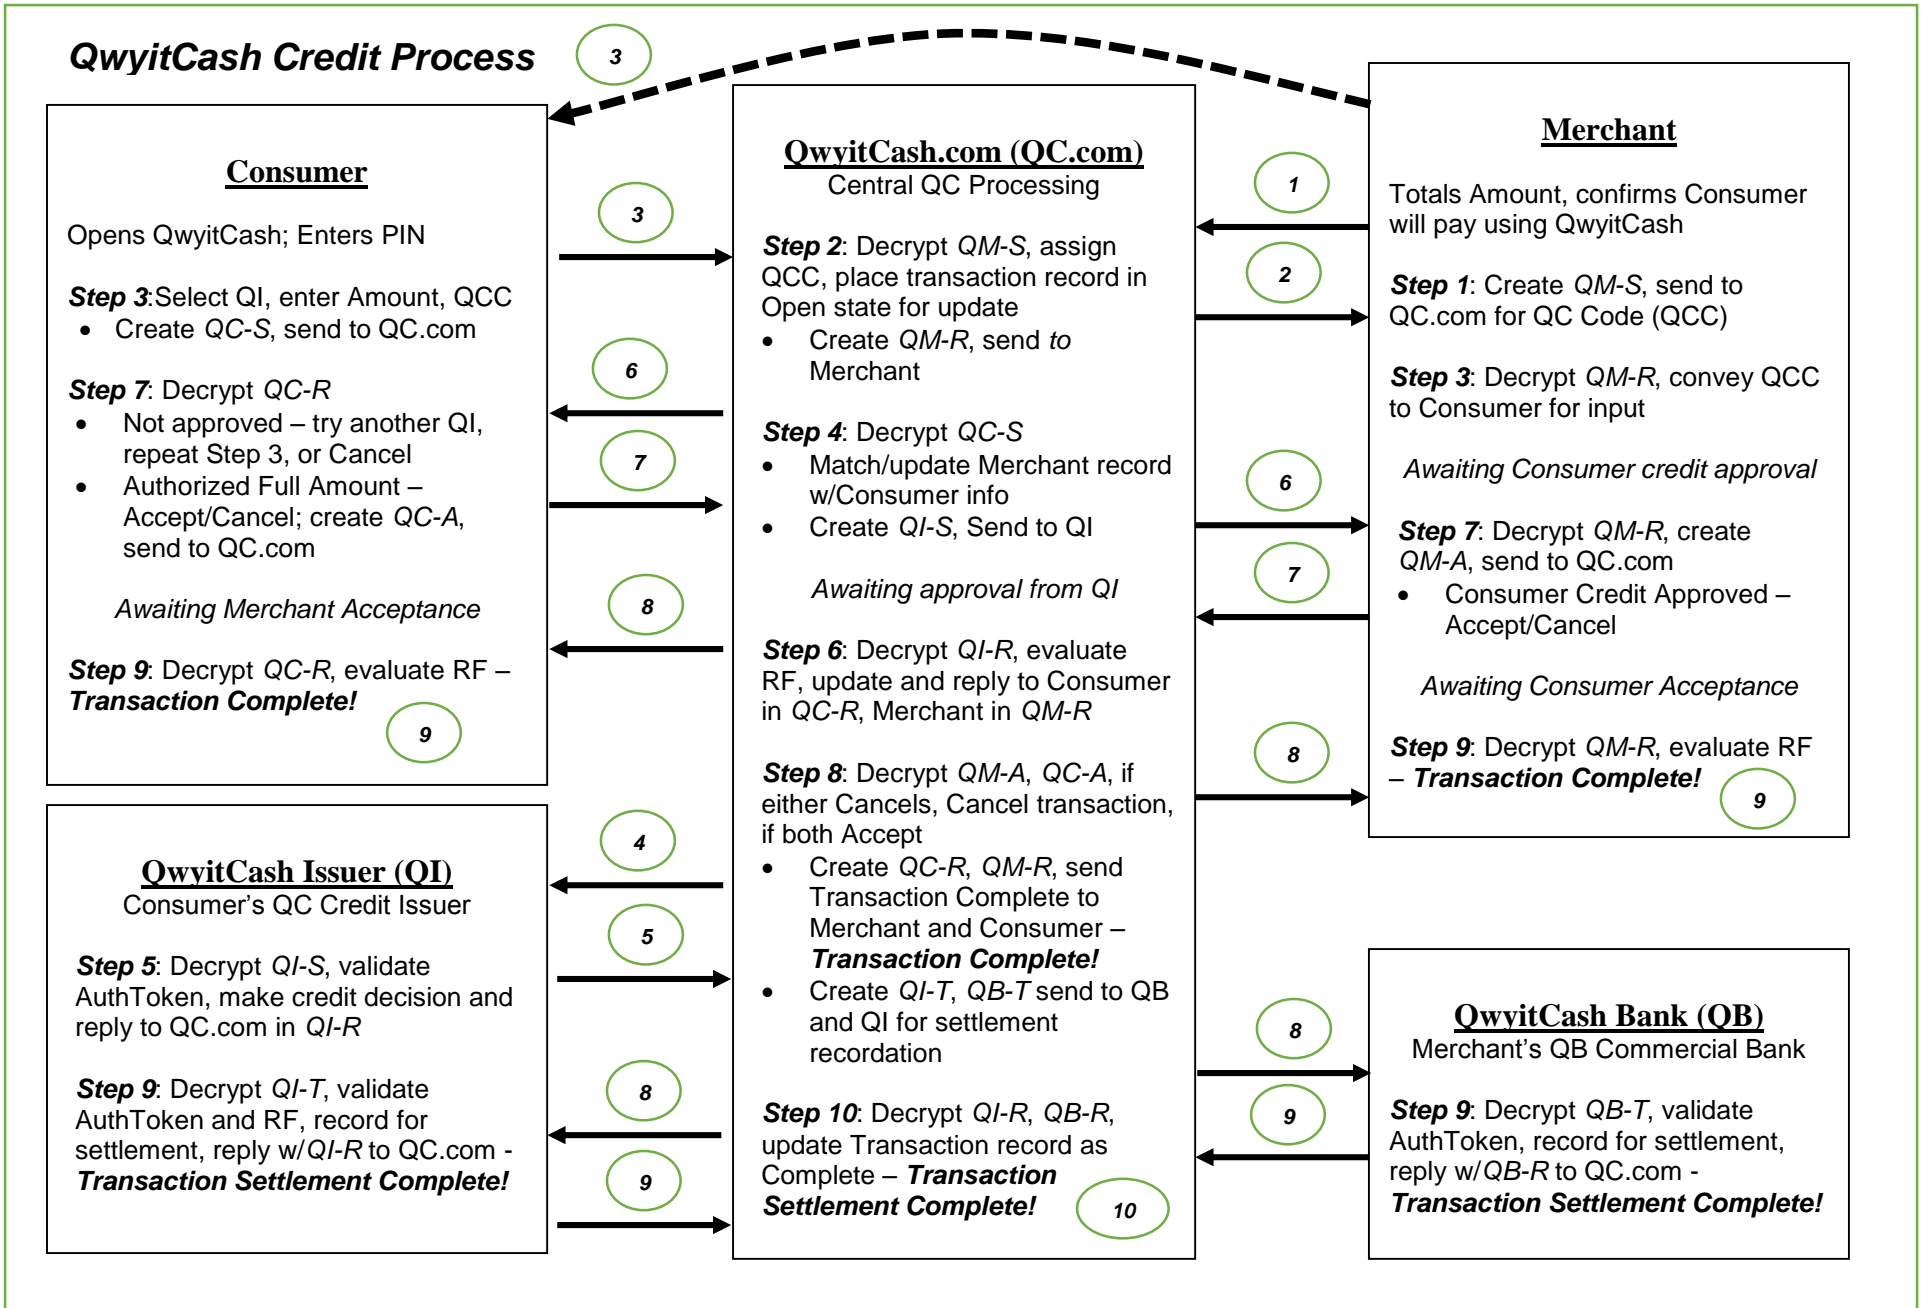 QwyitCash Credit Process
3
Consumer
Opens QwyitCash; Enters PIN
Step 3:Select QI, enter Amount, QCC
• Create QC-S, send to QC.com
Step 7: Decrypt QC-R
• Not approved – try another QI,
repeat Step 3, or Cancel
• Authorized Full Amount –
Accept/Cancel; create QC-A,
send to QC.com
Awaiting Merchant Acceptance
Step 9: Decrypt QC-R, evaluate RF –
Transaction Complete!
9
QwyitCash Issuer (QI)
Consumer's QC Credit Issuer
Step 5: Decrypt QI-S, validate
AuthToken, make credit decision and
reply to QC.com in QI-R
Step 9: Decrypt QI-T, validate
AuthToken and RF, record for
settlement, reply w/QI-R to QC.com -
Transaction Settlement Complete!
3
6
7
8
4
5
8
9
QwyitCash.com (QC.com)
Central QC Processing
Step 2: Decrypt QM-S, assign
QCC, place transaction record in
Open state for update
• Create QM-R, send to
Merchant
Step 4: Decrypt QC-S
• Match/update Merchant record
w/Consumer info
• Create QI-S, Send to QI
Awaiting approval from QI
Step 6: Decrypt QI-R, evaluate
RF, update and reply to Consumer
in QC-R, Merchant in QM-R
Step 8: Decrypt QM-A, QC-A, if
either Cancels, Cancel transaction,
if both Accept
• Create QC-R, QM-R, send
Transaction Complete to
Merchant and Consumer –
Transaction Complete!
• Create QI-T, QB-T send to QB
and QI for settlement
recordation
Step 10: Decrypt QI-R, QB-R,
update Transaction record as
Complete – Transaction
Settlement Complete!
10
1
2
6
7
8
8
9
Merchant
Totals Amount, confirms Consumer
will pay using QwyitCash
Step 1: Create QM-S, send to
QC.com for QC Code (QCC)
Step 3: Decrypt QM-R, convey QCC
to Consumer for input
Awaiting Consumer credit approval
Step 7: Decrypt QM-R, create
QM-A, send to QC.com
• Consumer Credit Approved –
Accept/Cancel
Awaiting Consumer Acceptance
Step 9: Decrypt QM-R, evaluate RF
– Transaction Complete!
9
QwyitCash Bank (QB)
Merchant's QB Commercial Bank
Step 9: Decrypt QB-T, validate
AuthToken, record for settlement,
reply w/QB-R to QC.com -
Transaction Settlement Complete!